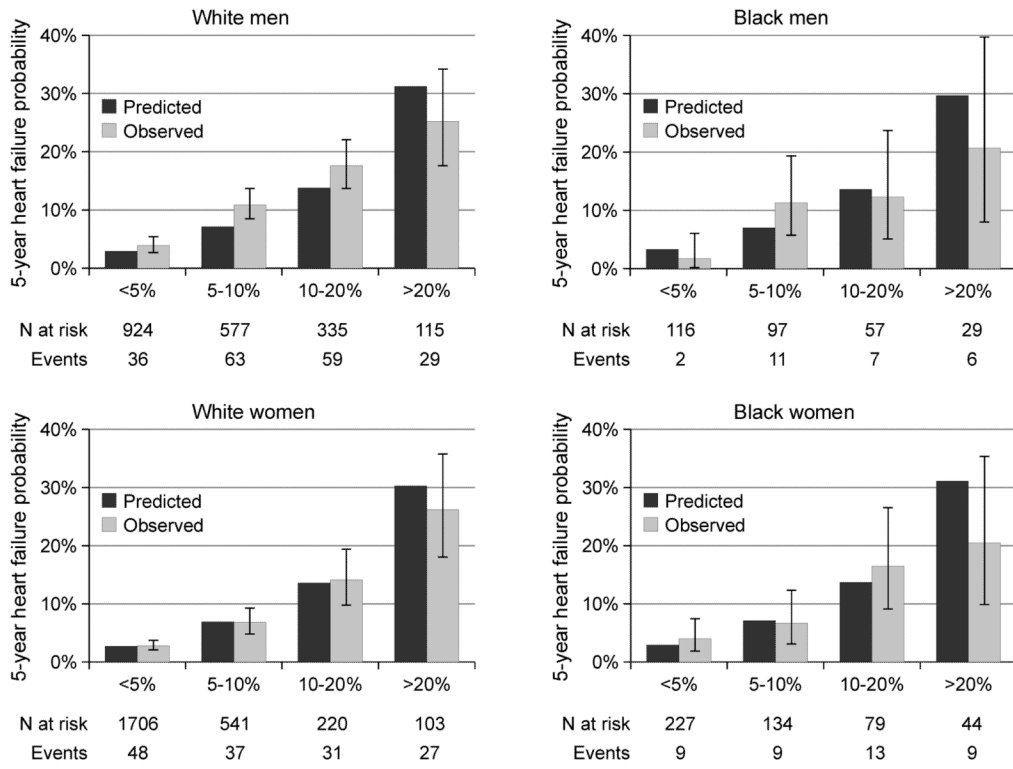 White men
5-year heart failure probability
40%
30%
20%
10%
0%
Predicted
Observed
<5% 5-10% 10-20% >20%
N at risk 924 577 335 115
Events 36 63 59 29
Black men
5-year heart failure probability
40%
30%
20%
10%
0%
Predicted
Observed
<5% 5-10% 10-20% >20%
N at risk 116 97 57 29
Events 2 11 7 6
White women
5-year heart failure probability
40%
30%
20%
10%
0%
Predicted
Observed
<5% 5-10% 10-20% >20%
N at risk 1706 541 220 103
Events 48 37 31 27
Black women
5-year heart failure probability
40%
30%
20%
10%
0%
Predicted
Observed
<5% 5-10% 10-20% >20%
N at risk 227 134 79 44
Events 9 9 13 9